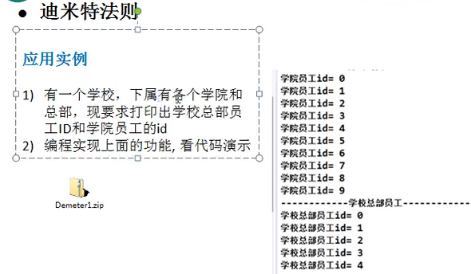 • 迪米特法则
应用实例
1) 有一个学校，下属有各个学院和
总部，现要求打印出学校总部员
工ID和学院员工的id
2) 编程实现上面的功能, 看代码演示
Demeter1.zip
学院员工id= 0
学院员工id= 1
学院员工id= 2
学院员工id= 3
学院员工id= 4
学院员工id= 5
学院员工id= 6
学院员工id= 7
学院员工id= 8
学院员工id= 9
------------学校总部员工------------
学校总部员工id= 0
学校总部员工id= 1
学校总部员工id= 2
学校总部员工id= 3
学校总部员工id= 4